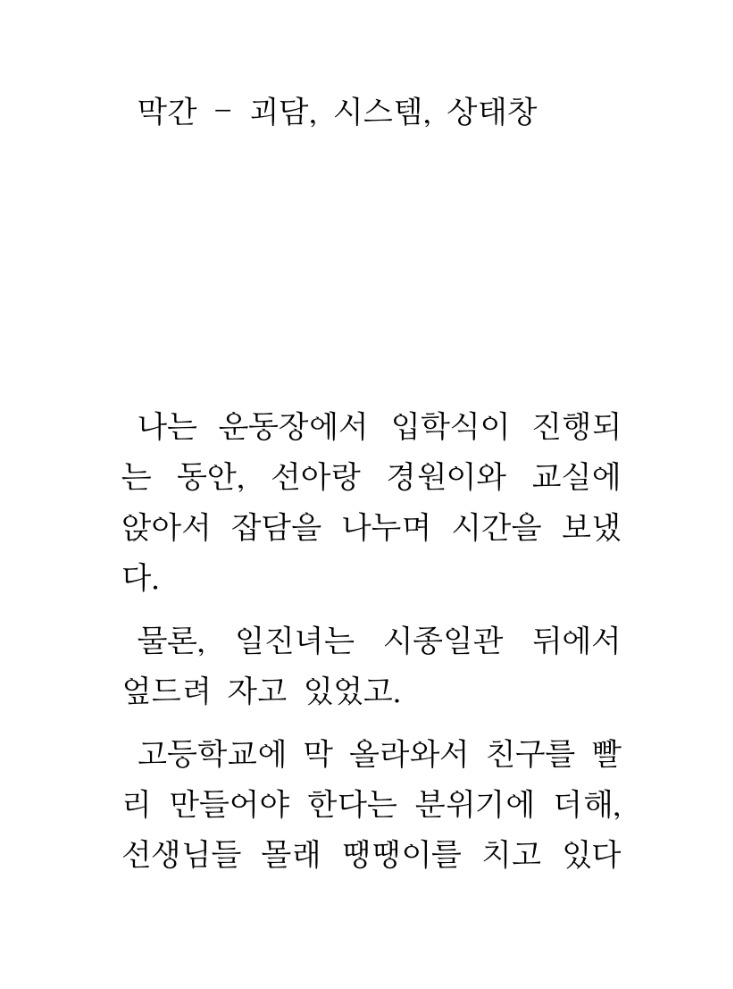 막간 - 괴담, 시스템, 상태창
나는 운동장에서 입학식이 진행되
는 동안, 선아랑 경원이와 교실에
앉아서 잡담을 나누며 시간을 보냈
다.
물론, 일진녀는 시종일관 뒤에서
엎드려 자고 있었고.
고등학교에 막 올라와서 친구를 빨
리 만들어야 한다는 분위기에 더해,
선생님들 몰래 땡땡이를 치고 있다